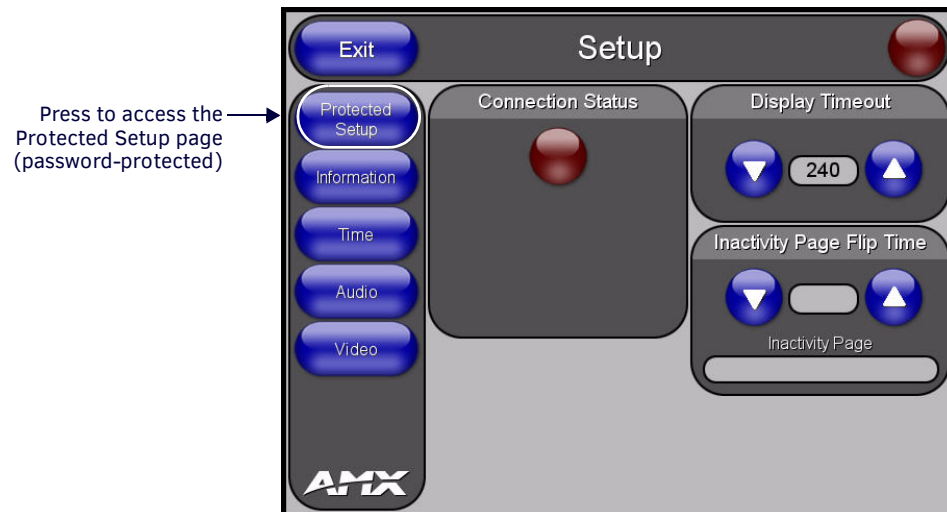 Press to access the
Protected Setup page
(password-protected)
Exit
Setup
Protected
Setup
Information
Time
Audio
Video
AMX
Connection Status
Display Timeout
240
Inactivity Page Flip Time
Inactivity Page